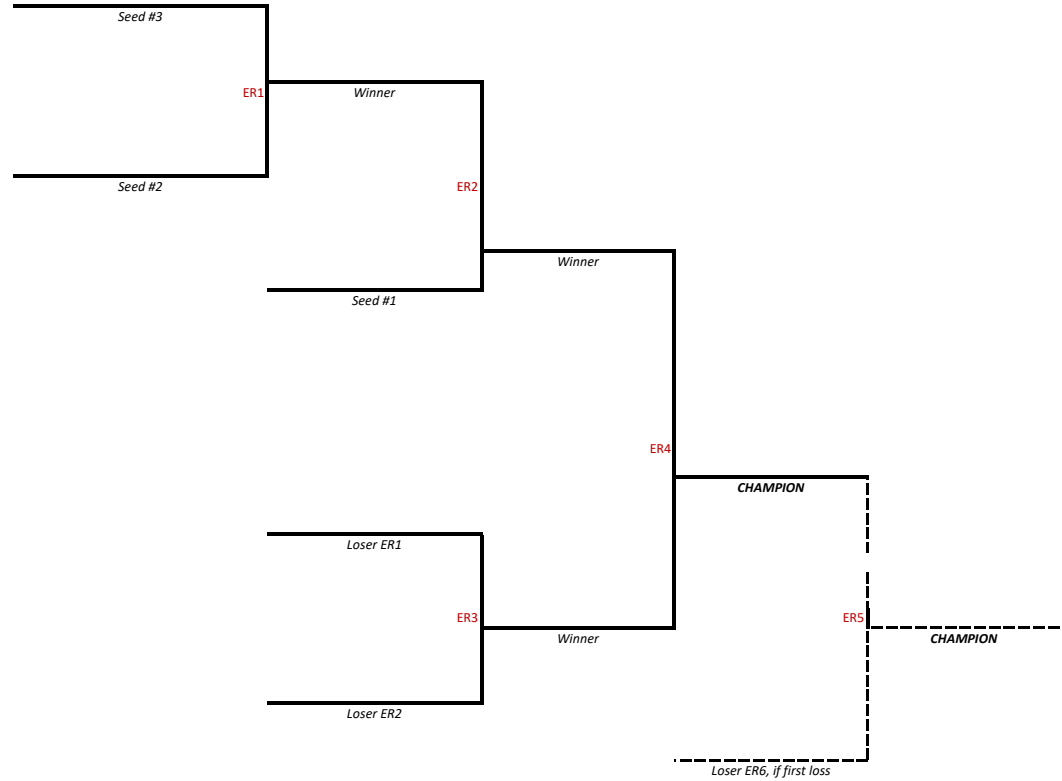 Seed #3
ER1
Winner
Seed #2
ER2
Winner
Seed #1
ER4
CHAMPION
Loser ER1
ER3
Winner
ER5
CHAMPION
Loser ER2
Loser ER6, if first loss